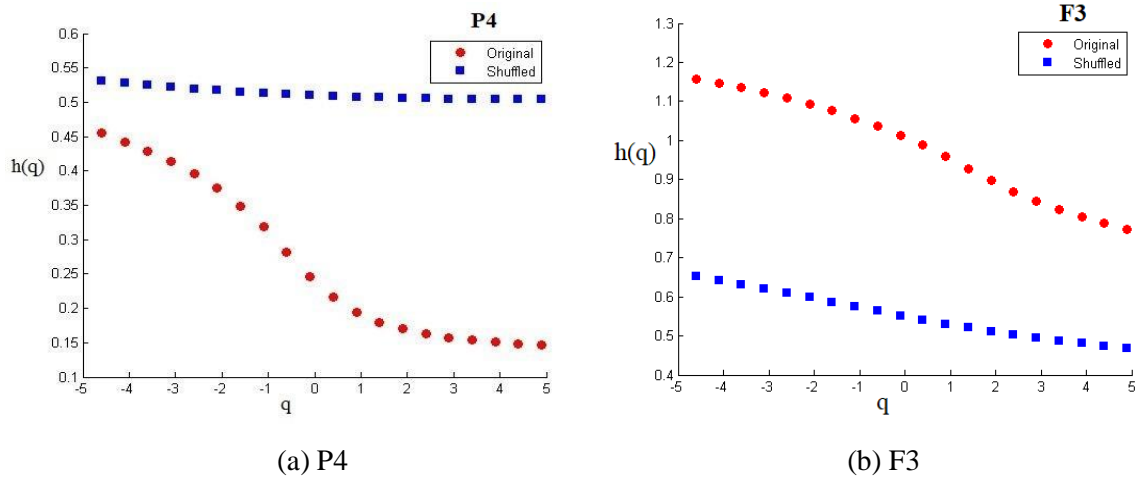 P4
0.6
0.55
0.5
0.45
0.4
0.35
0.3
0.25
0.2
0.15
0.1
h(q)
Original
Shuffled
-5 -4 -3 -2 -1 0 1 2 3 4 5
q
(a) P4
F3
1.3
1.2
1.1
1
0.9
0.8
0.7
0.6
0.5
0.4
h(q)
Original
Shuffled
-5 -4 -3 -2 -1 0 1 2 3 4 5
q
(b) F3